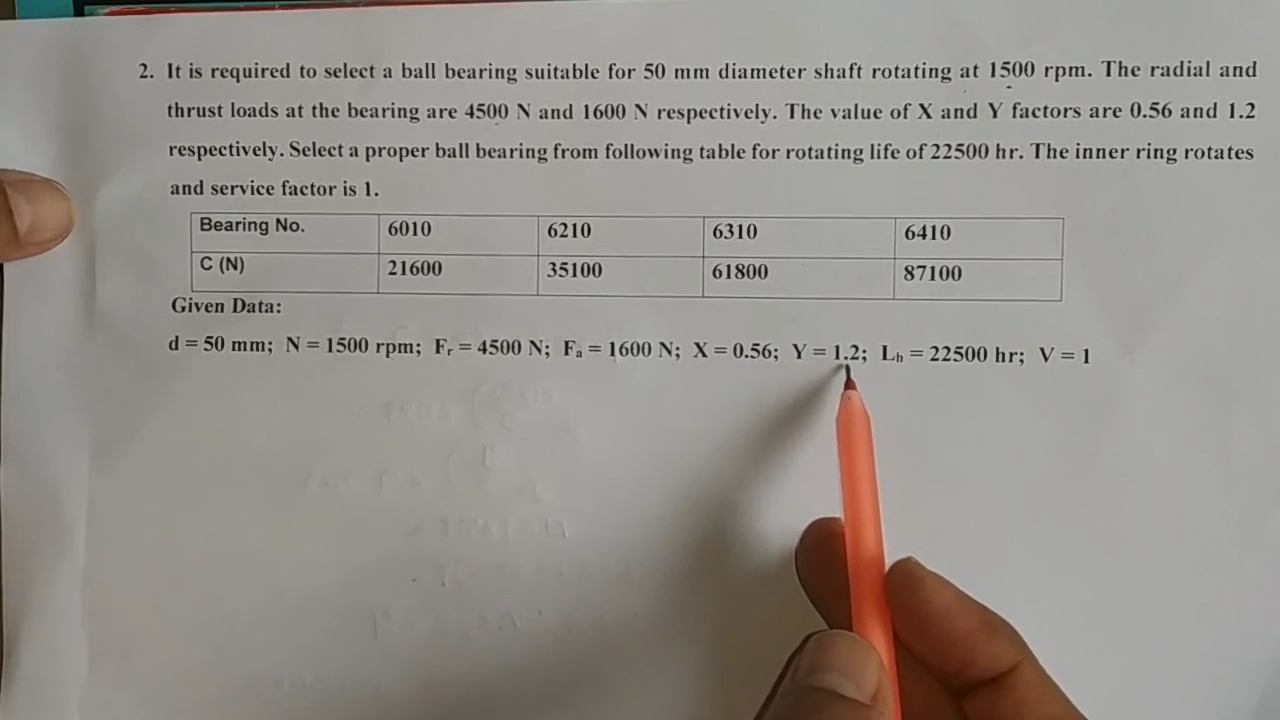 2. It is required to select a ball bearing suitable for 50 mm diameter shaft rotating at 1500 rpm. The radial and
thrust loads at the bearing are 4500 N and 1600 N respectively. The value of X and Y factors are 0.56 and 1.2
respectively. Select a proper ball bearing from following table for rotating life of 22500 hr. The inner ring rotates
and service factor is 1.
Bearing No. 6010 6210 6310 6410
C (N) 21600 35100 61800 87100
Given Data:
d = 50 mm; N = 1500 rpm; Fr = 4500 N; Fa = 1600 N; X = 0.56; Y = 1.2; Lh = 22500 hr; V = 1